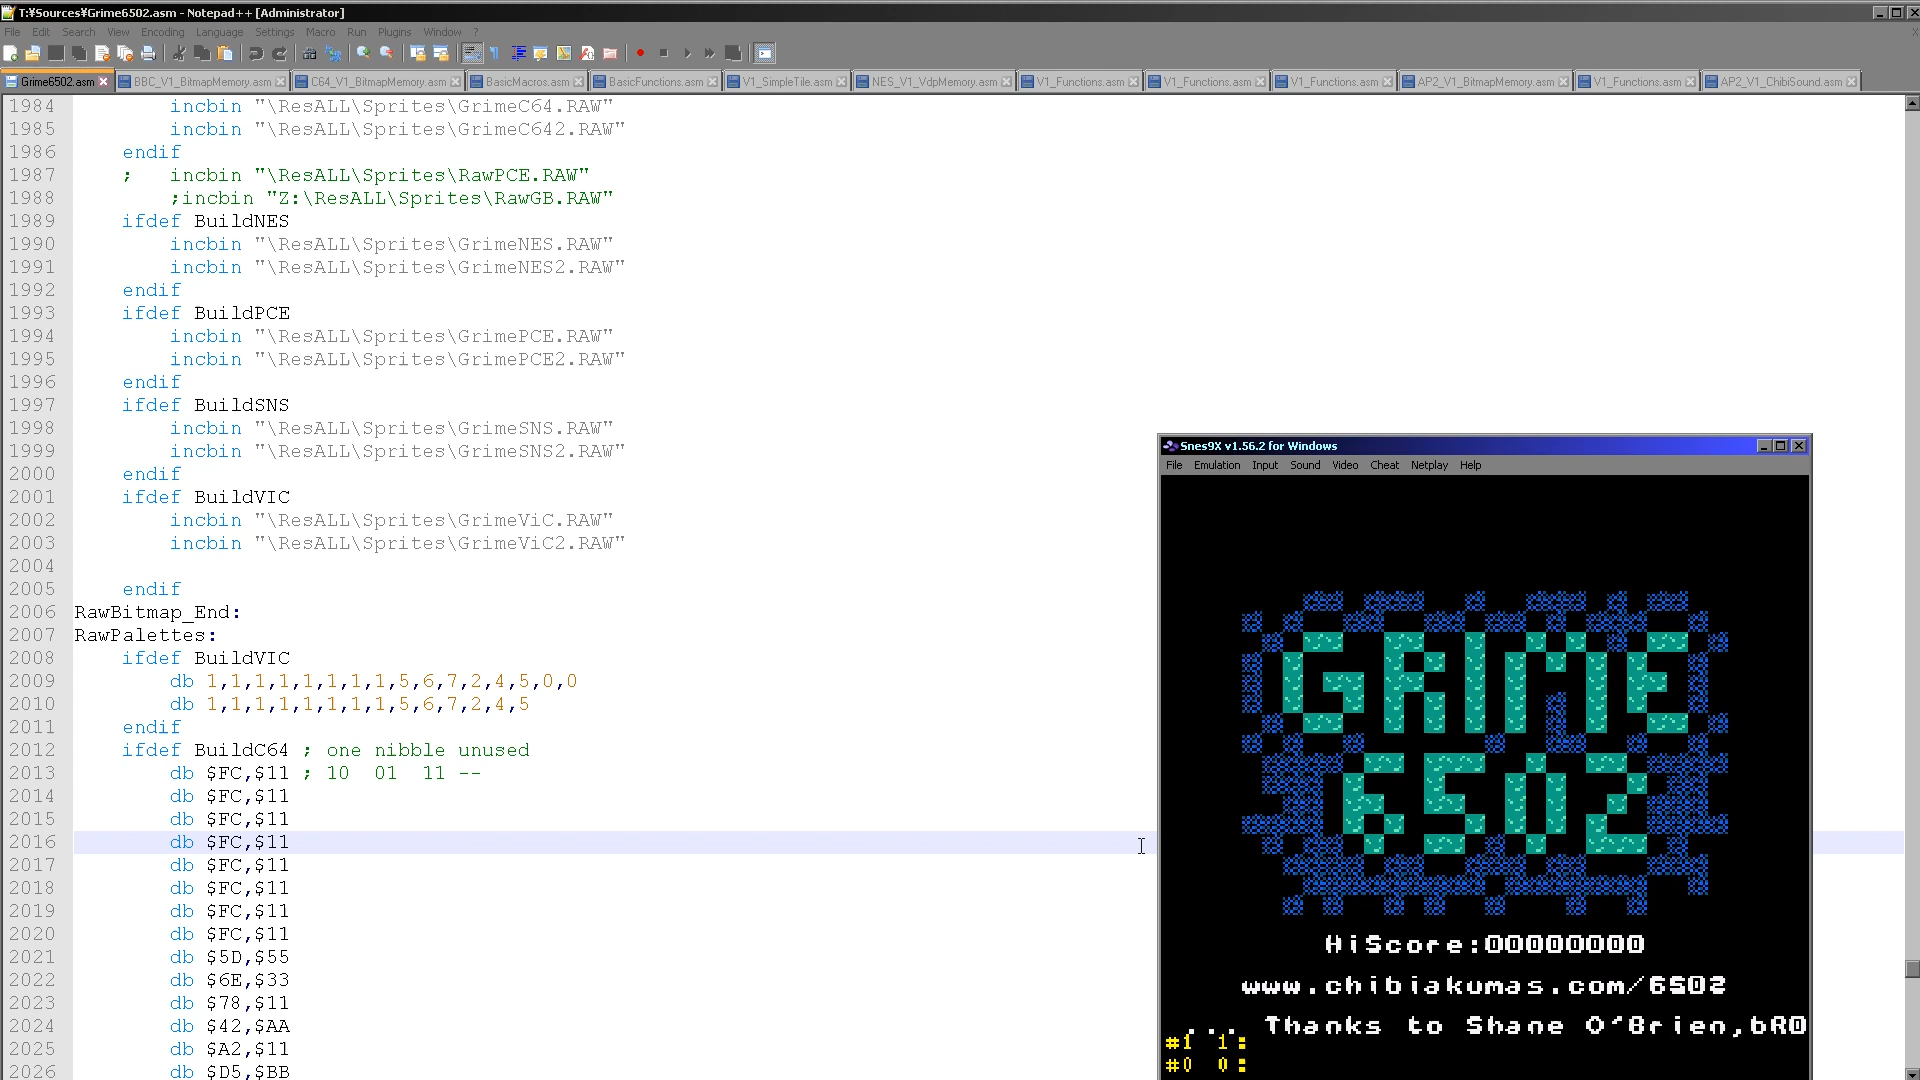 T:¥Sources¥Grime6502.asm - Notepad++ [Administrator]
File Edit Search View Encoding Language Settings Macro Run Plugins Window ?
Grime6502.asm BBC_V1_BitmapMemory.asm C64_V1_BitmapMemory.asm BasicMacros.asm BasicFunctions.asm V1_SimpleTile.asm NES_V1_VdpMemory.asm V1_Functions.asm V1_Functions.asm V1_Functions.asm AP2_V1_BitmapMemory.asm V1_Functions.asm AP2_V1_ChibiSound.asm
1984 incbin "\ResALL\Sprites\GrimeC64.RAW"
1985 incbin "\ResALL\Sprites\GrimeC642.RAW"
1986 endif
1987 ; incbin "\ResALL\Sprites\RawPCE.RAW"
1988 ;incbin "Z:\ResALL\Sprites\RawGB.RAW"
1989 ifdef BuildNES
1990 incbin "\ResALL\Sprites\GrimeNES.RAW"
1991 incbin "\ResALL\Sprites\GrimeNES2.RAW"
1992 endif
1993 ifdef BuildPCE
1994 incbin "\ResALL\Sprites\GrimePCE.RAW"
1995 incbin "\ResALL\Sprites\GrimePCE2.RAW"
1996 endif
1997 ifdef BuildSNS
1998 incbin "\ResALL\Sprites\GrimeSNS.RAW"
1999 incbin "\ResALL\Sprites\GrimeSNS2.RAW"
2000 endif
2001 ifdef BuildVIC
2002 incbin "\ResALL\Sprites\GrimeViC.RAW"
2003 incbin "\ResALL\Sprites\GrimeViC2.RAW"
2004
2005 endif
2006 RawBitmap_End:
2007 RawPalettes:
2008 ifdef BuildVIC
2009 db 1,1,1,1,1,1,1,1,5,6,7,2,4,5,0,0
2010 db 1,1,1,1,1,1,1,1,5,6,7,2,4,5
2011 endif
2012 ifdef BuildC64 ; one nibble unused
2013 db $FC,$11 ; 10 01 11 --
2014 db $FC,$11
2015 db $FC,$11
2016 db $FC,$11
2017 db $FC,$11
2018 db $FC,$11
2019 db $FC,$11
2020 db $FC,$11
2021 db $5D,$55
2022 db $6E,$33
2023 db $78,$11
2024 db $42,$AA
2025 db $A2,$11
2026 db $D5,$BB
Snes9X v1.56.2 for Windows
File Emulation Input Sound Video Cheat Netplay Help
GRIME
6502
HiScore:00000000
www.chibiakumas.com/6502
... Thanks to Shane O'Brien,bR0
#1 1:
#0 0: